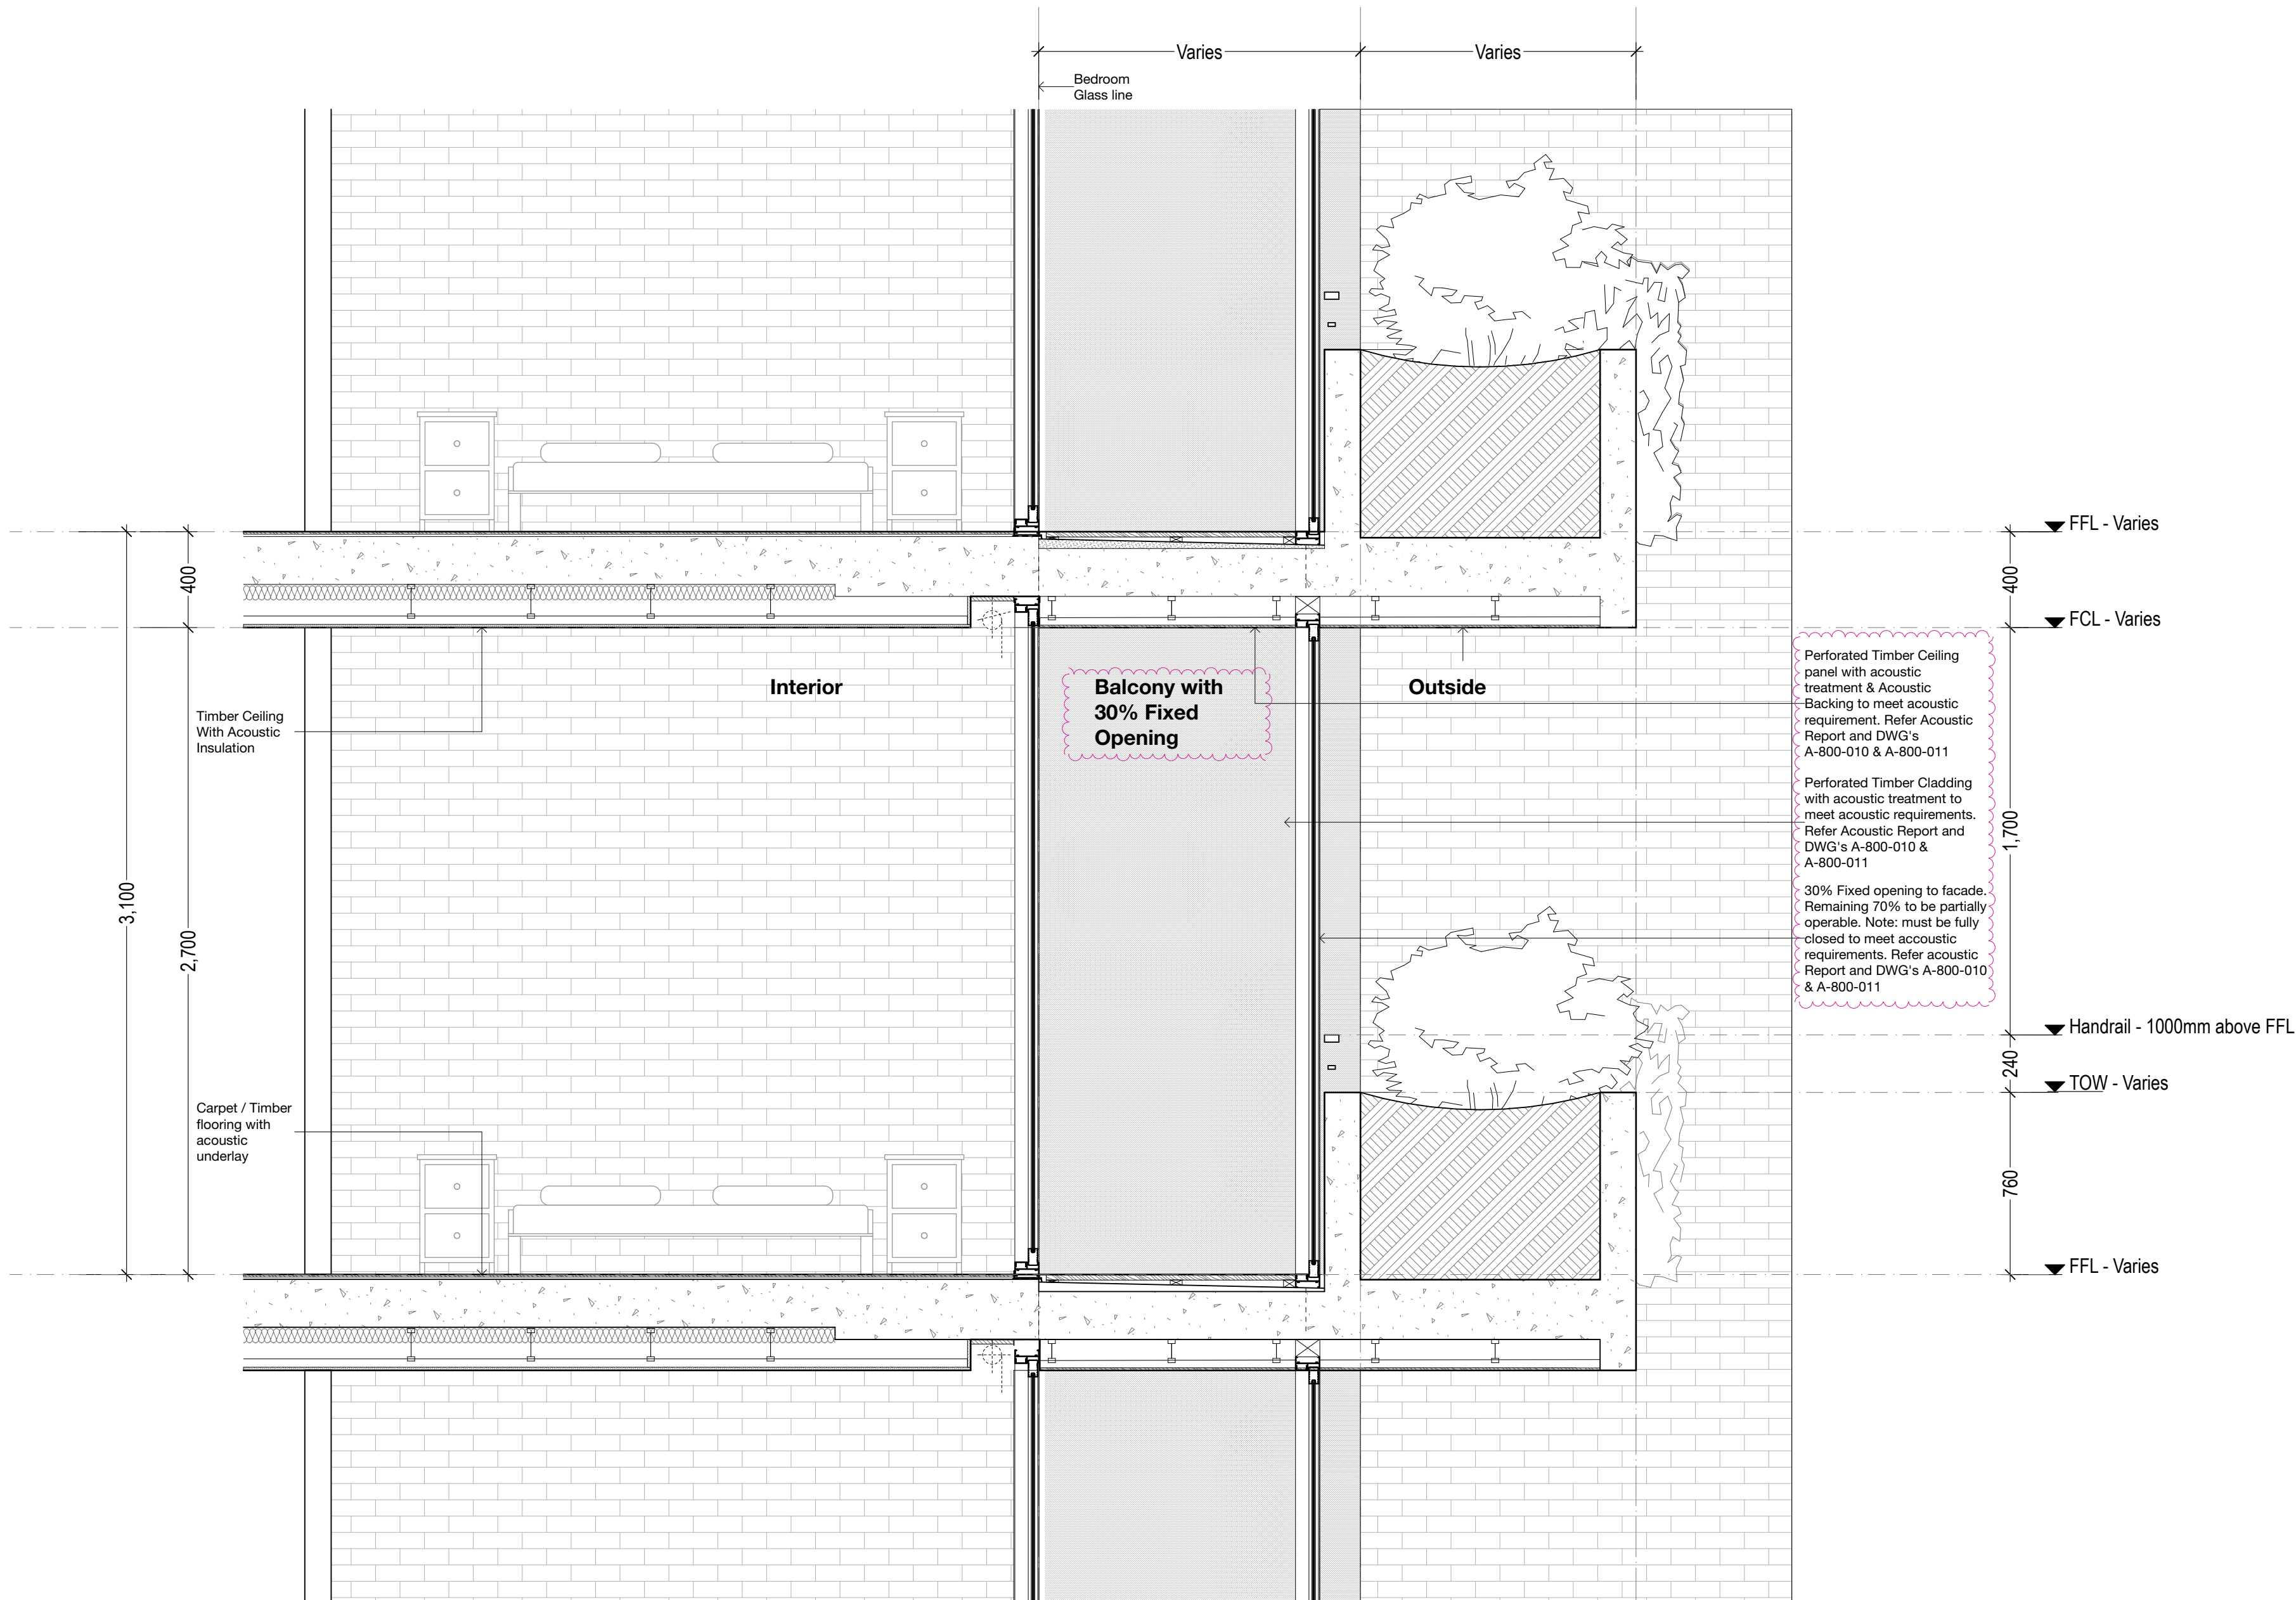 Varies
Varies
Bedroom
Glass line
FFL - Varies
400
400
FCL - Varies
Interior
Balcony with
30% Fixed
Opening
Outside
Timber Ceiling
With Acoustic
Insulation
Perforated Timber Ceiling
panel with acoustic
treatment & Acoustic
Backing to meet acoustic
requirement. Refer Acoustic
Report and DWG's
A-800-010 & A-800-011
Perforated Timber Cladding
with acoustic treatment to
meet acoustic requirements.
Refer Acoustic Report and
DWG's A-800-010 &
A-800-011
30% Fixed opening to facade.
Remaining 70% to be partially
operable. Note: must be fully
closed to meet accoustic
requirements. Refer acoustic
Report and DWG's A-800-010
& A-800-011
1,700
3,100
2,700
Handrail - 1000mm above FFL
240
TOW - Varies
Carpet / Timber
flooring with
acoustic
underlay
760
FFL - Varies